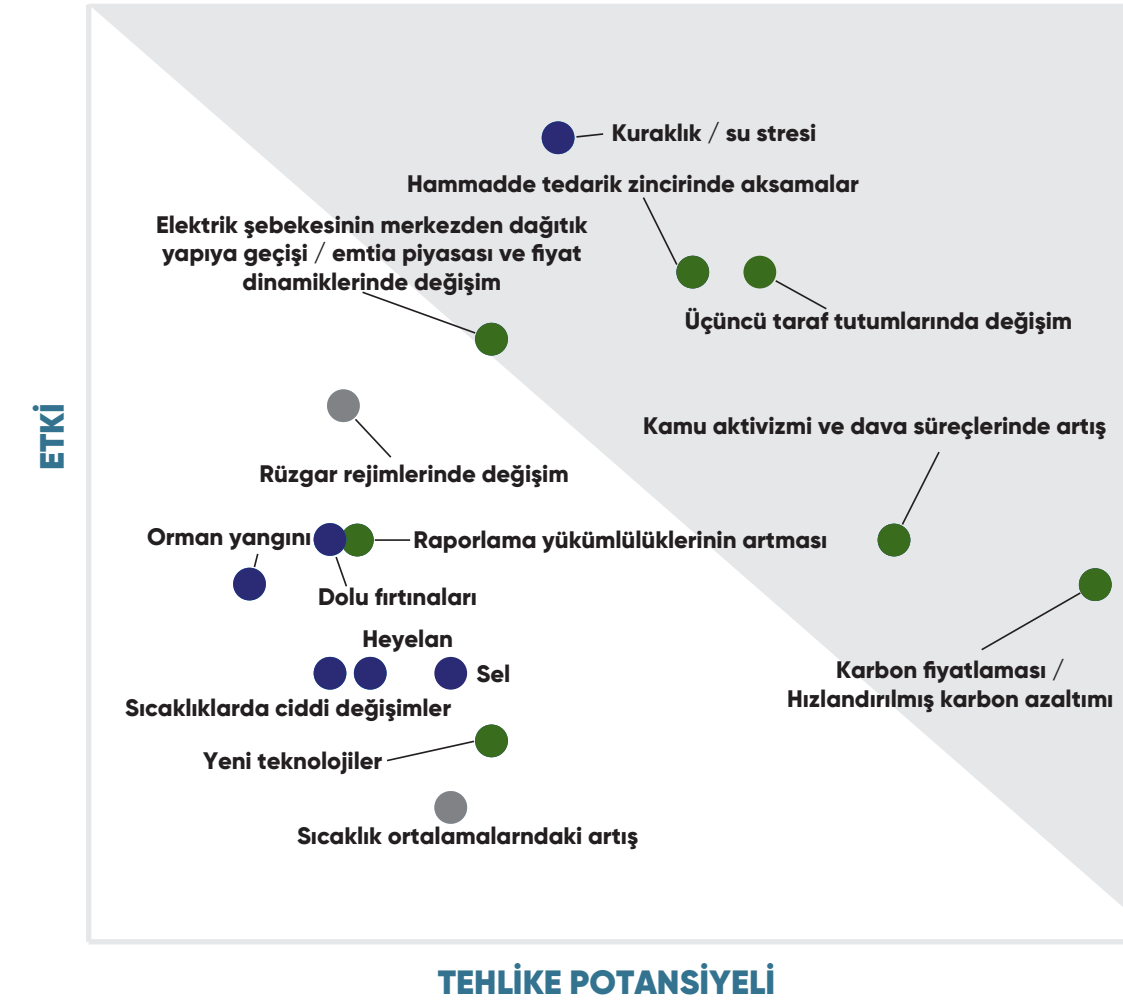 Kuraklık / su stresi
Hammadde tedarik zincirinde aksamalar
Elektrik şebekesinin merkezden dağıtık
yapıya geçişi / emtia piyasası ve fiyat
dinamiklerinde değişim
Üçüncü taraf tutumlarında değişim
ETKİ
Kamu aktivizmi ve dava süreçlerinde artış
Rüzgar rejimlerinde değişim
Orman yangını
Raporlama yükümlülüklerinin artması
Dolu fırtınaları
Heyelan
Sel
Karbon fiyatlaması /
Hızlandırılmış karbon azaltımı
Sıcaklıklarda ciddi değişimler
Yeni teknolojiler
Sıcaklık ortalamalarndaki artış
TEHLİKE POTANSİYELİ